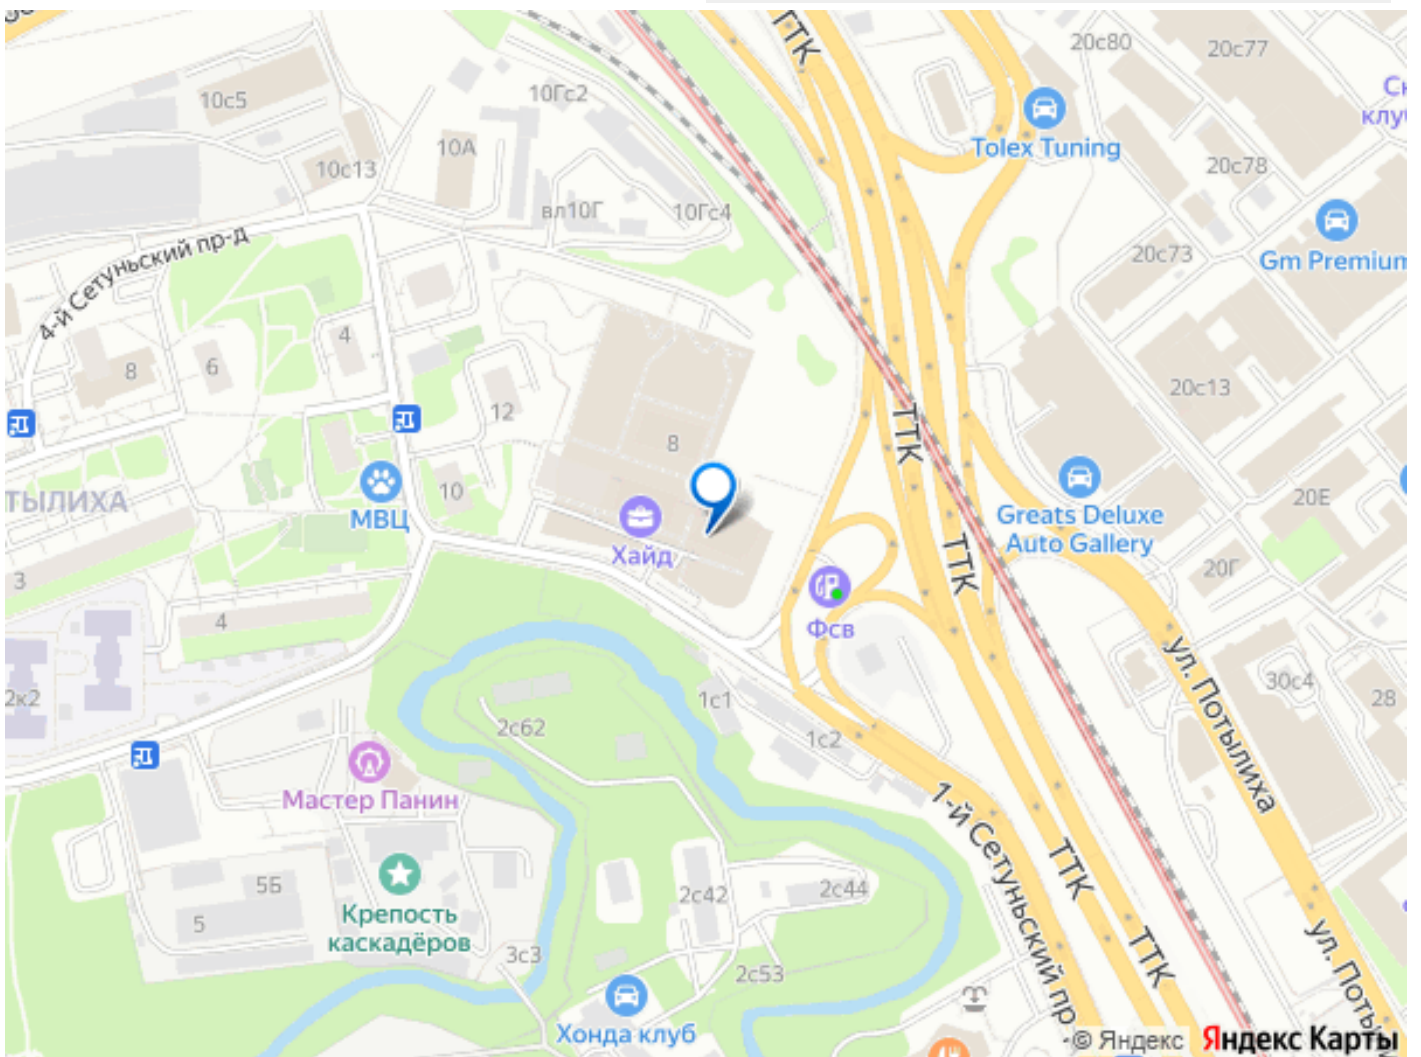 ТТК
20с80
20с77
10с5
10Гс2
Tolex Tuning
10А
10с13
20с78
вл10Г
10Гс4
4-й Сетуньский пр-д
20с73
Gm Premium
4
6
8
20с13
12
8
ТТК
10
МВЦ
ТЫЛИХА
Хайд
Greats Deluxe
Auto Gallery
20Е
ТТК
20Г
3
4
Фсв
ул. Потылиха
2к2
1с1
30с4
28
2с62
1с2
Мастер Панин
1-й Сетуньский пр
5Б
5
Крепость
каскадёров
2с42
2с44
ТТК
3с3
2с53
ТТК
ул. Поты
Хонда клуб
© Яндекс
Яндекс Карты